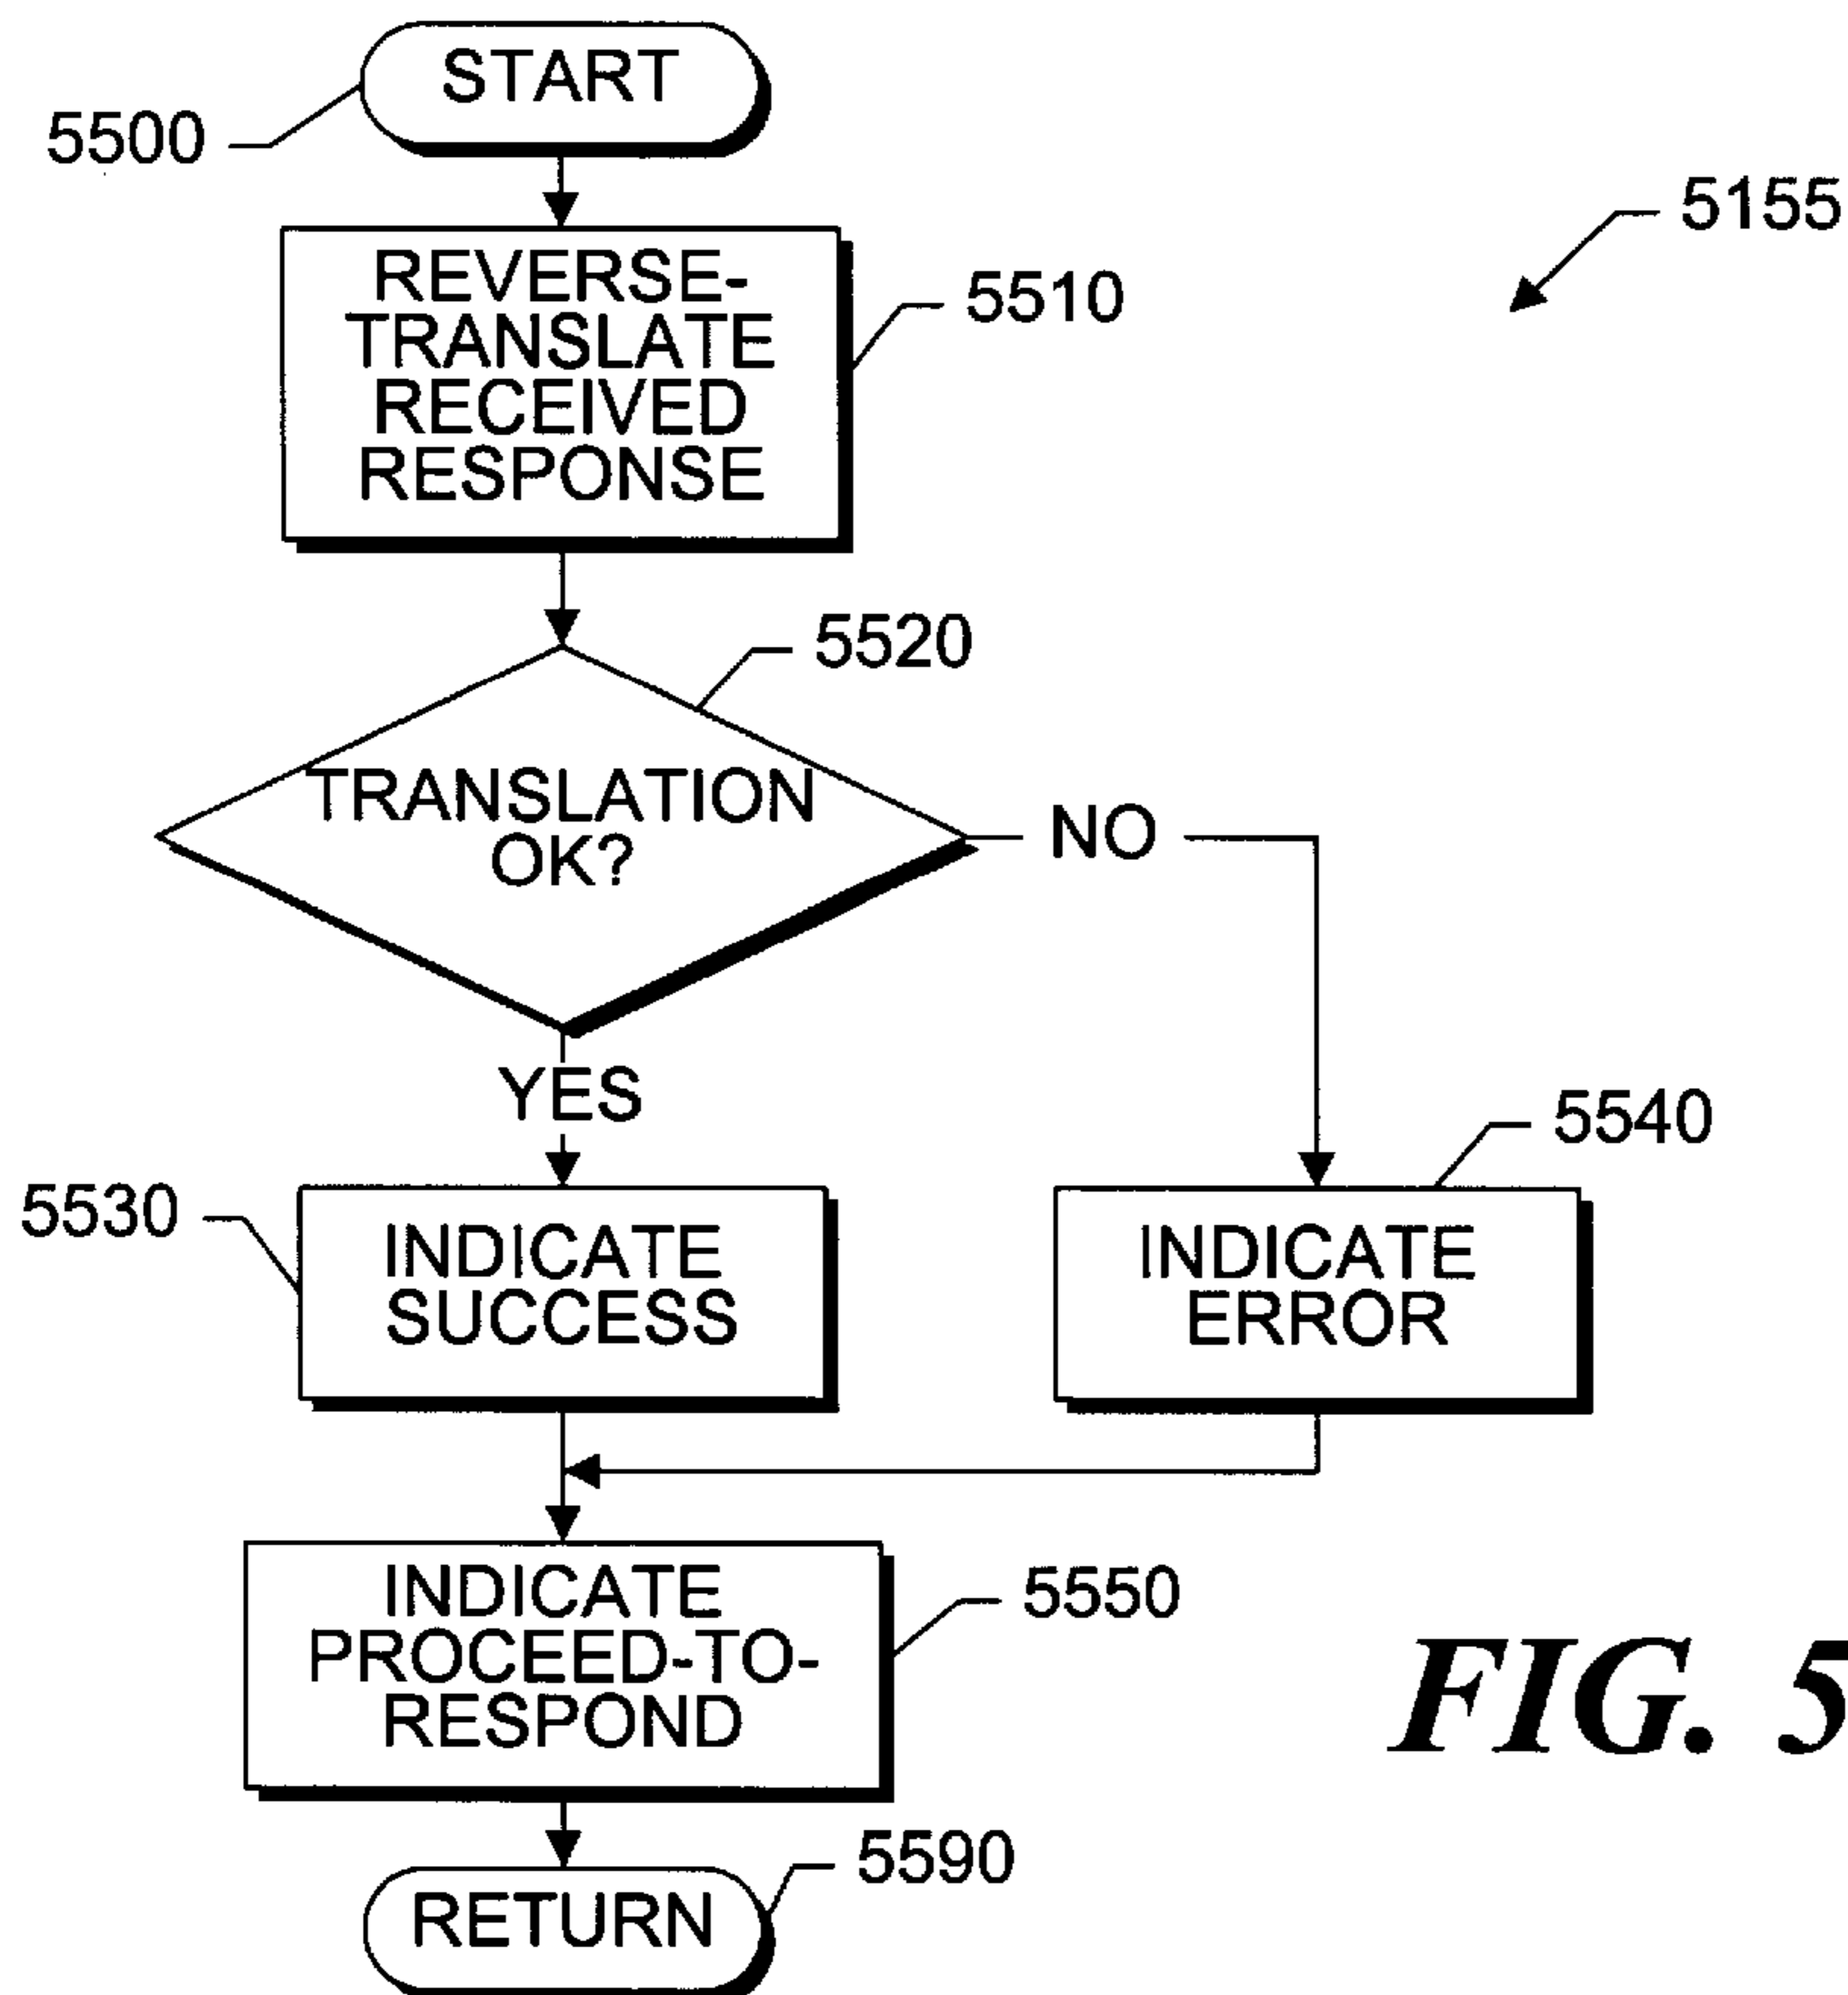 START
5500
5155
REVERSE-
TRANSLATE
RECEIVED
RESPONSE
5510
5520
TRANSLATION
OK?
NO
YES
5540
5530
INDICATE
SUCCESS
INDICATE
ERROR
INDICATE
PROCEED-TO-
RESPOND
5550
FIG. 5
5590
RETURN